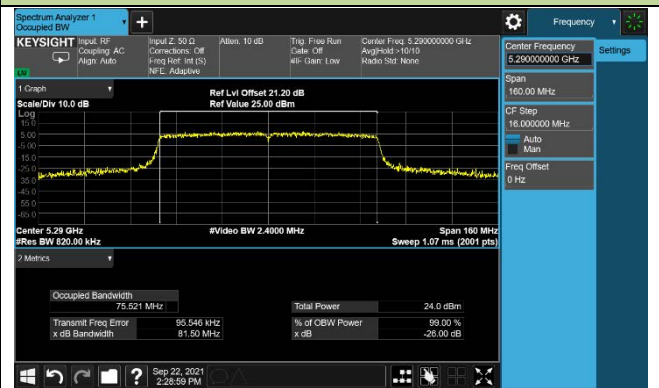 Spectrum Analyzer 1
Occupied BW
Frequency
KEYSIGHT
Input: RF
Coupling: AC
Align: Auto
Input Z: 50 Ω
Corrections: Off
Freq Ref: Int (S)
NFE: Adaptive
Atten: 10 dB
Trig: Free Run
Gate: Off
#IF Gain: Low
Center Freq: 5.290000000 GHz
Avg|Hold:>10/10
Radio Std: None
Center Frequency
5.290000000 GHz
Settings
Span
160.00 MHz
CF Step
16.000000 MHz
Auto
Man
Freq Offset
0 Hz
1 Graph
Scale/Div 10.0 dB
Ref Lvl Offset 21.20 dB
Ref Value 25.00 dBm
Log
15.0
5.00
-5.00
-15.0
-25.0
-35.0
-45.0
-55.0
-65.0
Center 5.29 GHz
#Video BW 2.4000 MHz
Span 160 MHz
#Res BW 820.00 kHz
Sweep 1.07 ms (2001 pts)
2 Metrics
Occupied Bandwidth
75.521 MHz
Total Power
24.0 dBm
Transmit Freq Error
95.546 kHz
% of OBW Power
99.00 %
x dB Bandwidth
81.50 MHz
x dB
-26.00 dB
Sep 22, 2021
2:28:59 PM